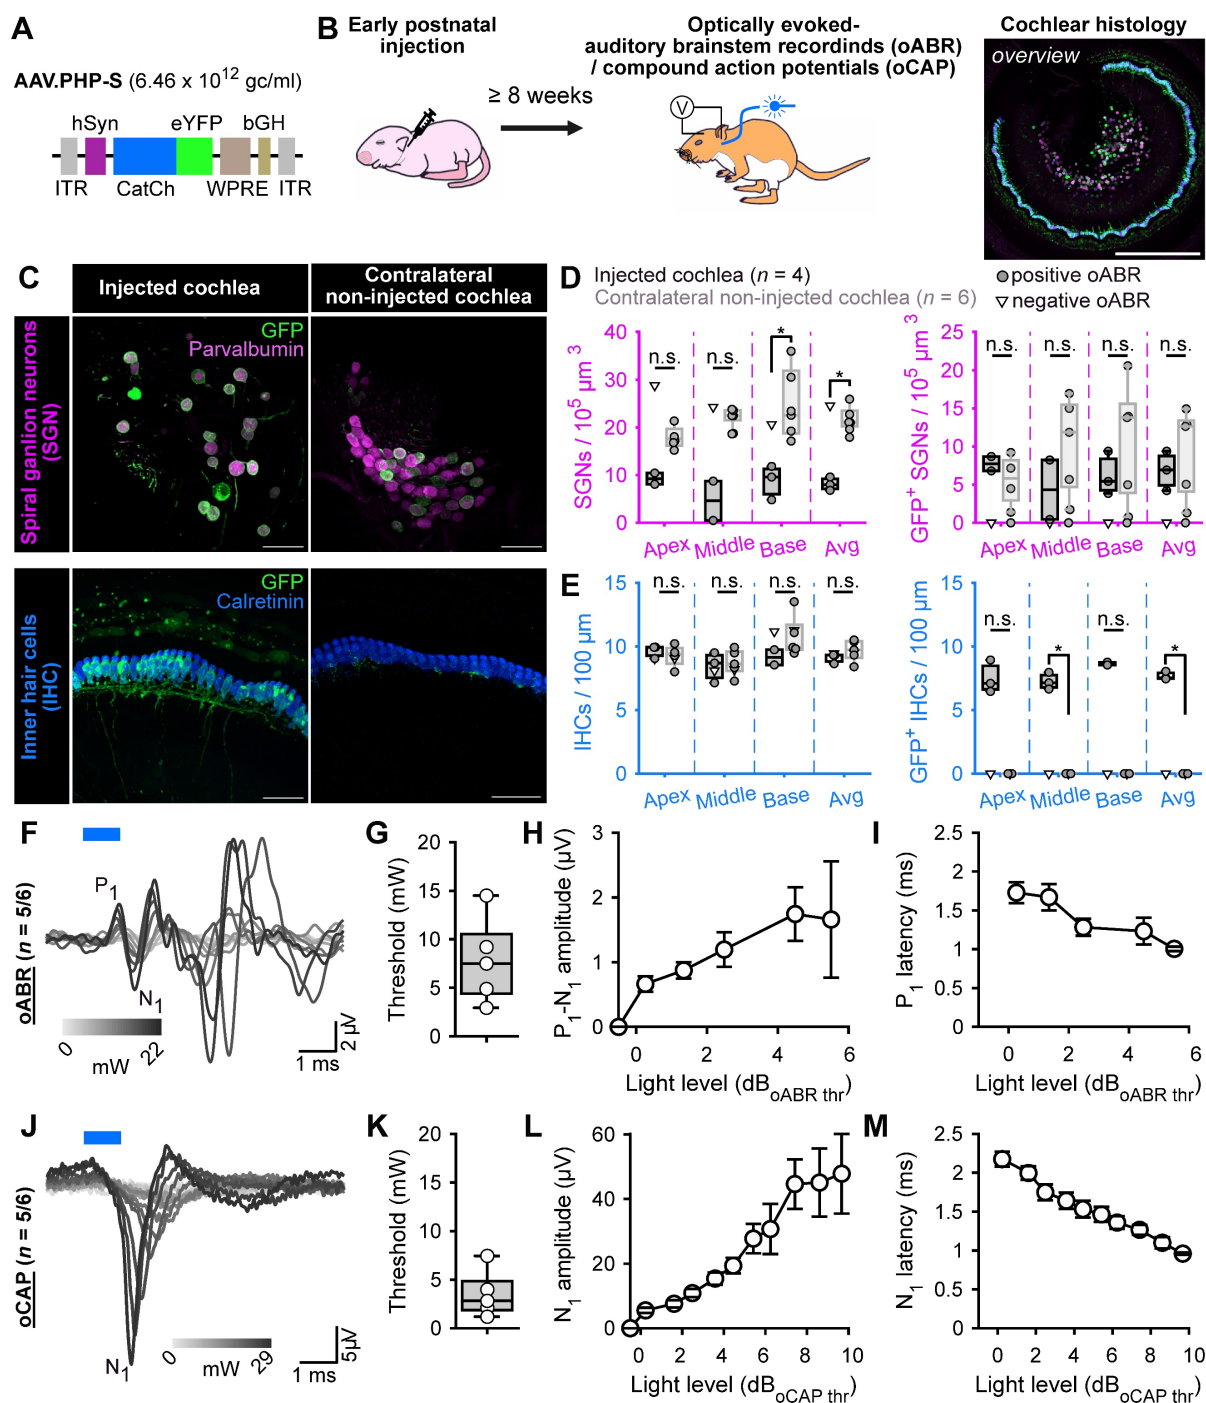 A
AAV.PHP-S (6.46 x 10^12 gc/ml)
hSyn eYFP bGH
ITR CatCh WPRE ITR
B
Early postnatal
injection
≥ 8 weeks
Optically evoked-
auditory brainstem recordinds (oABR)
/ compound action potentials (oCAP)
V
Cochlear histology
overview
C
Injected cochlea
Contralateral
non-injected cochlea
Spiral ganlion neurons
(SGN)
GFP
Parvalbumin
Inner hair cells
(IHC)
GFP
Calretinin
D
Injected cochlea (n = 4)
Contralateral non-injected cochlea (n = 6)
positive oABR
negative oABR
SGNs / 10^5 µm^3
40
30
20
10
0
n.s. n.s. * *
Apex Middle Base Avg
GFP+ SGNs / 10^5 µm^3
25
20
15
10
5
0
n.s. n.s. n.s. n.s.
Apex Middle Base Avg
E
IHCs / 100 µm
15
10
5
0
n.s. n.s. n.s. n.s.
Apex Middle Base Avg
GFP+ IHCs / 100 µm
15
10
5
0
n.s. * n.s. *
Apex Middle Base Avg
F
oABR (n = 5/6)
P1
N1
0 22
mW
2 µV
1 ms
G
Threshold (mW)
20
15
10
5
0
H
P1-N1 amplitude (µV)
3
2
1
0
0 2 4 6
Light level (dBoABR thr)
I
P1 latency (ms)
2.5
2
1.5
1
0.5
0
0 2 4 6
Light level (dBoABR thr)
J
oCAP (n = 5/6)
N1
0 29
mW
5µV
1 ms
K
Threshold (mW)
20
15
10
5
0
L
N1 amplitude (µV)
60
40
20
0
0 2 4 6 8 10
Light level (dBoCAP thr)
M
N1 latency (ms)
2.5
2
1.5
1
0.5
0
0 2 4 6 8 10
Light level (dBoCAP thr)